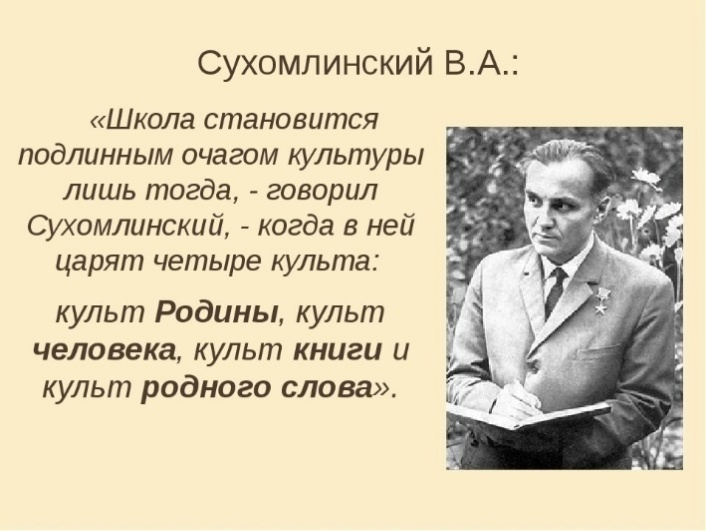 Сухомлинский В.А.:
«Школа становится
подлинным очагом культуры
лишь тогда, - говорил
Сухомлинский, - когда в ней
царят четыре культа:
культ Родины, культ
человека, культ книги и
культ родного слова».